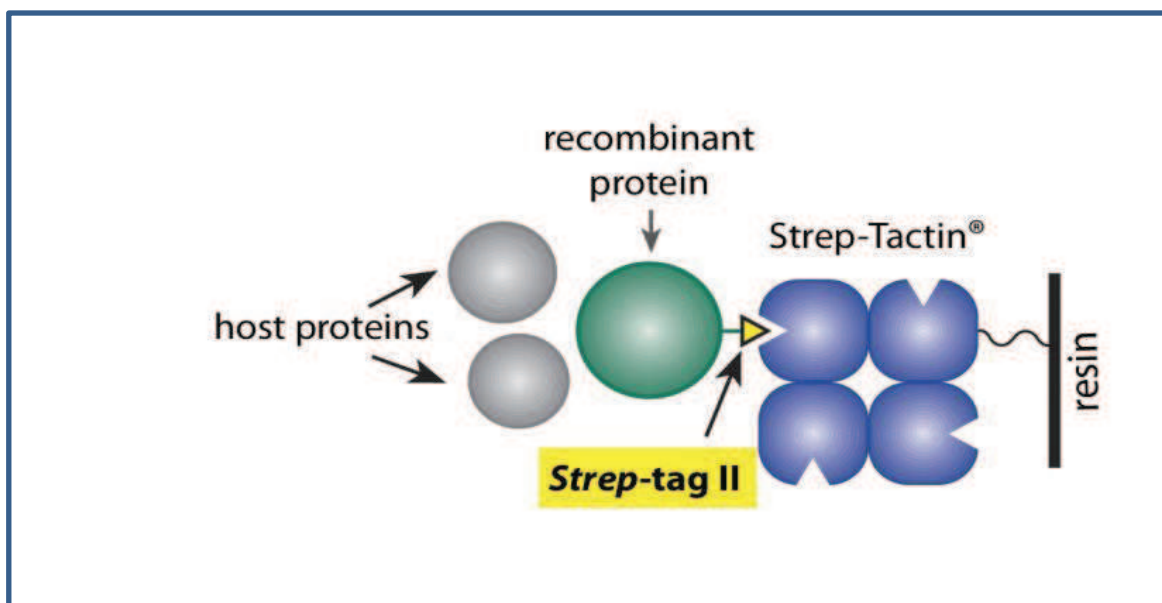 recombinant
protein
Strep-Tactin®
host proteins
resin
Strep-tag II